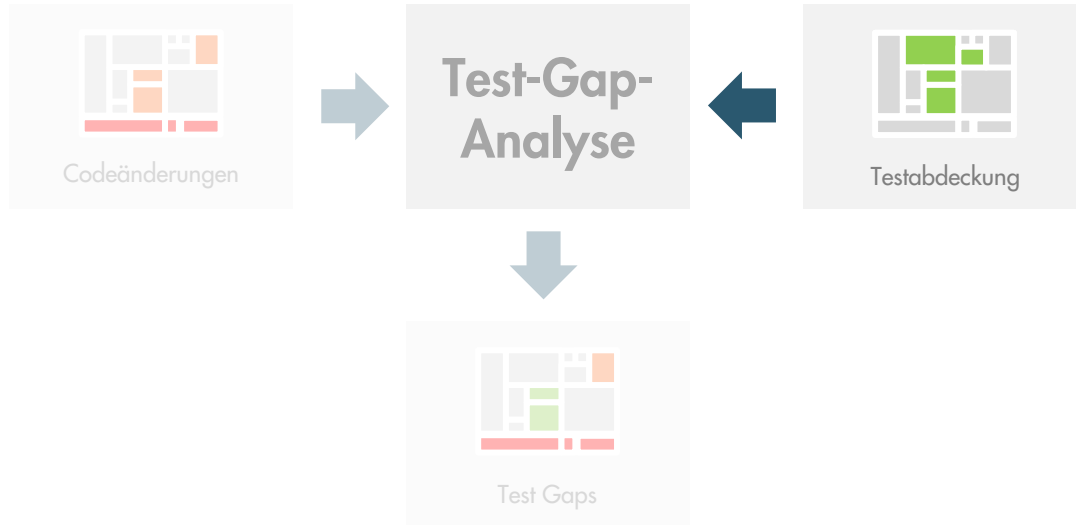 Codeänderungen
Test-Gap-
Analyse
Testabdeckung
Test Gaps